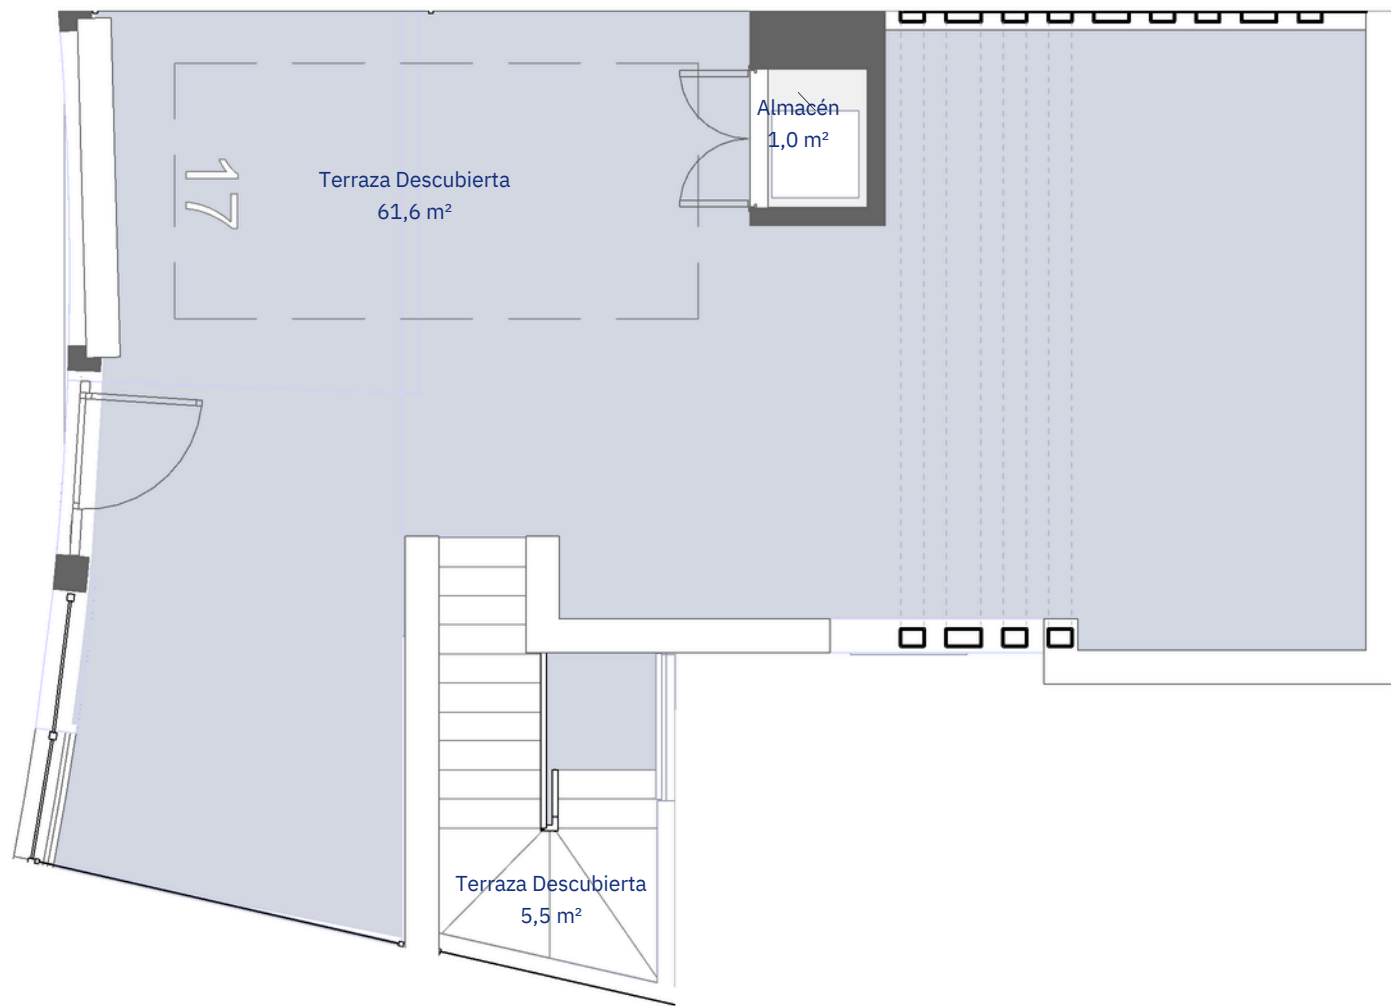 Almacén
1,0 m²
Terraza Descubierta
61,6 m²
17
Terraza Descubierta
5,5 m²